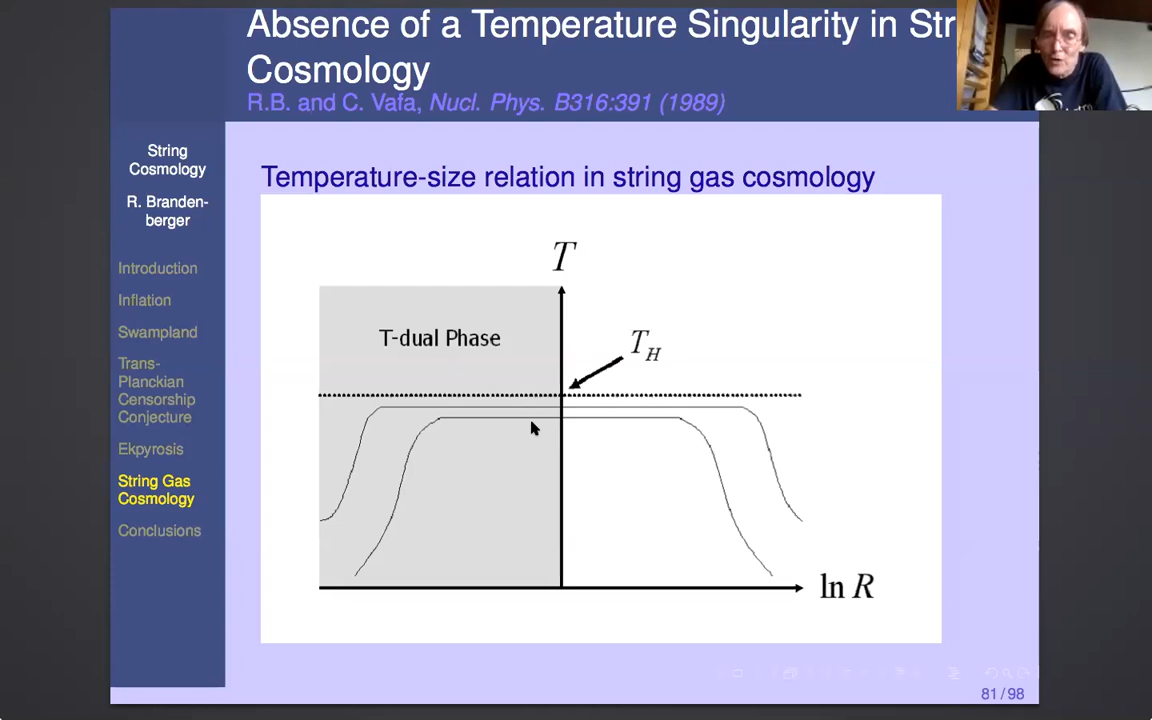 Absence of a Temperature Singularity in Str
Cosmology
R.B. and C. Vafa, Nucl. Phys. B316:391 (1989)
String
Cosmology
R. Branden-
berger
Introduction
Inflation
Swampland
Trans-
Planckian
Censorship
Conjecture
Ekpyrosis
String Gas
Cosmology
Conclusions
Temperature-size relation in string gas cosmology
T
T-dual Phase
T_H
ln R
81 / 98